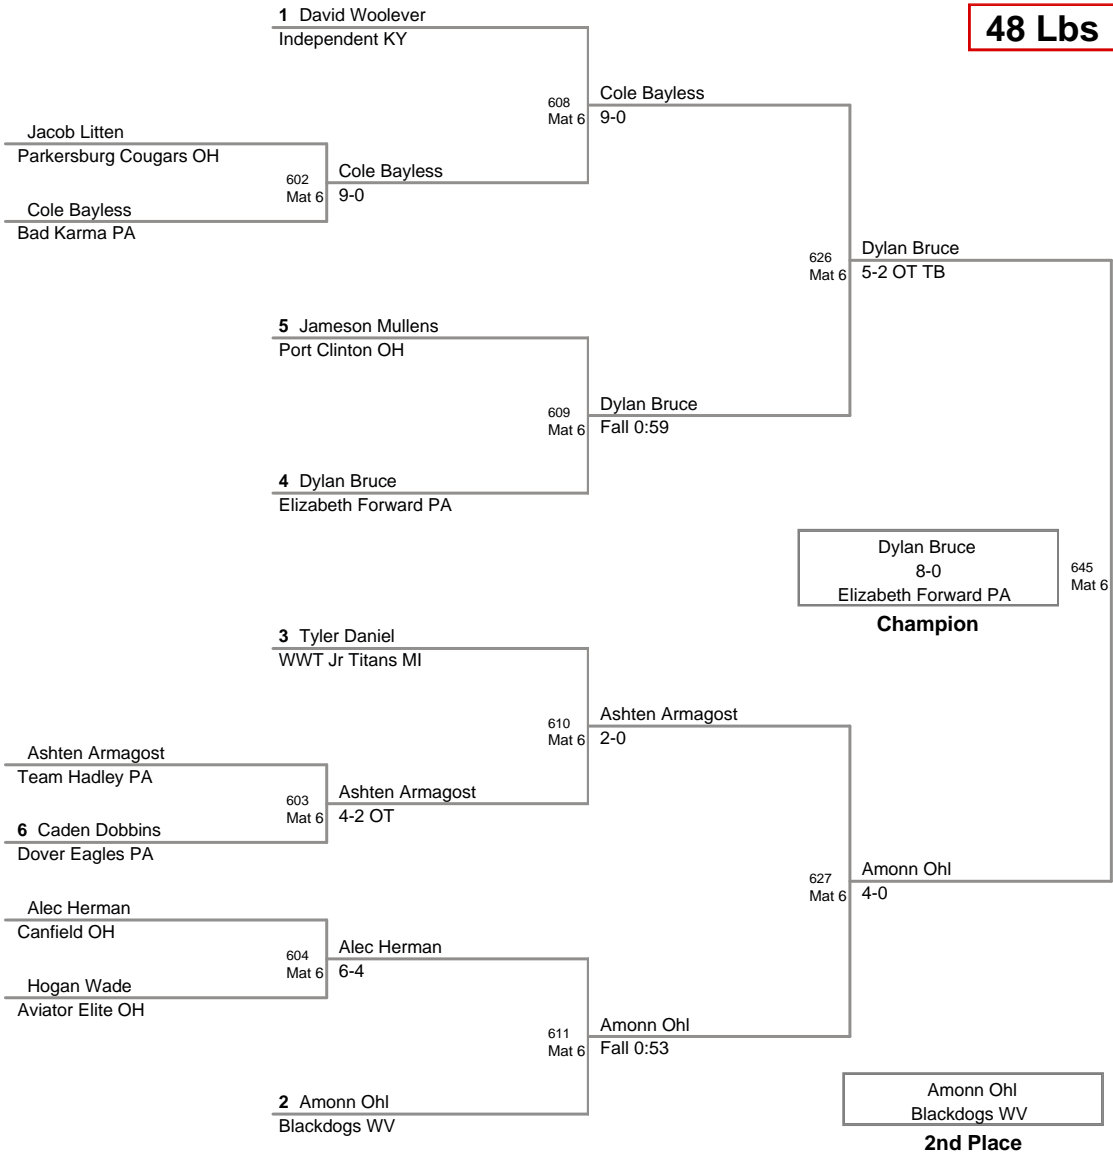 1 David Woolever
Independent KY
48 Lbs
608
Mat 6
Cole Bayless
9-0
Jacob Litten
Parkersburg Cougars OH
602
Mat 6
Cole Bayless
9-0
Cole Bayless
Bad Karma PA
626
Mat 6
Dylan Bruce
5-2 OT TB
5 Jameson Mullens
Port Clinton OH
609
Mat 6
Dylan Bruce
Fall 0:59
4 Dylan Bruce
Elizabeth Forward PA
Dylan Bruce
8-0
Elizabeth Forward PA
Champion
645
Mat 6
3 Tyler Daniel
WWT Jr Titans MI
610
Mat 6
Ashten Armagost
2-0
Ashten Armagost
Team Hadley PA
603
Mat 6
Ashten Armagost
4-2 OT
6 Caden Dobbins
Dover Eagles PA
627
Mat 6
Amonn Ohl
4-0
Alec Herman
Canfield OH
604
Mat 6
Alec Herman
6-4
Hogan Wade
Aviator Elite OH
611
Mat 6
Amonn Ohl
Fall 0:53
2 Amonn Ohl
Blackdogs WV
Amonn Ohl
Blackdogs WV
2nd Place